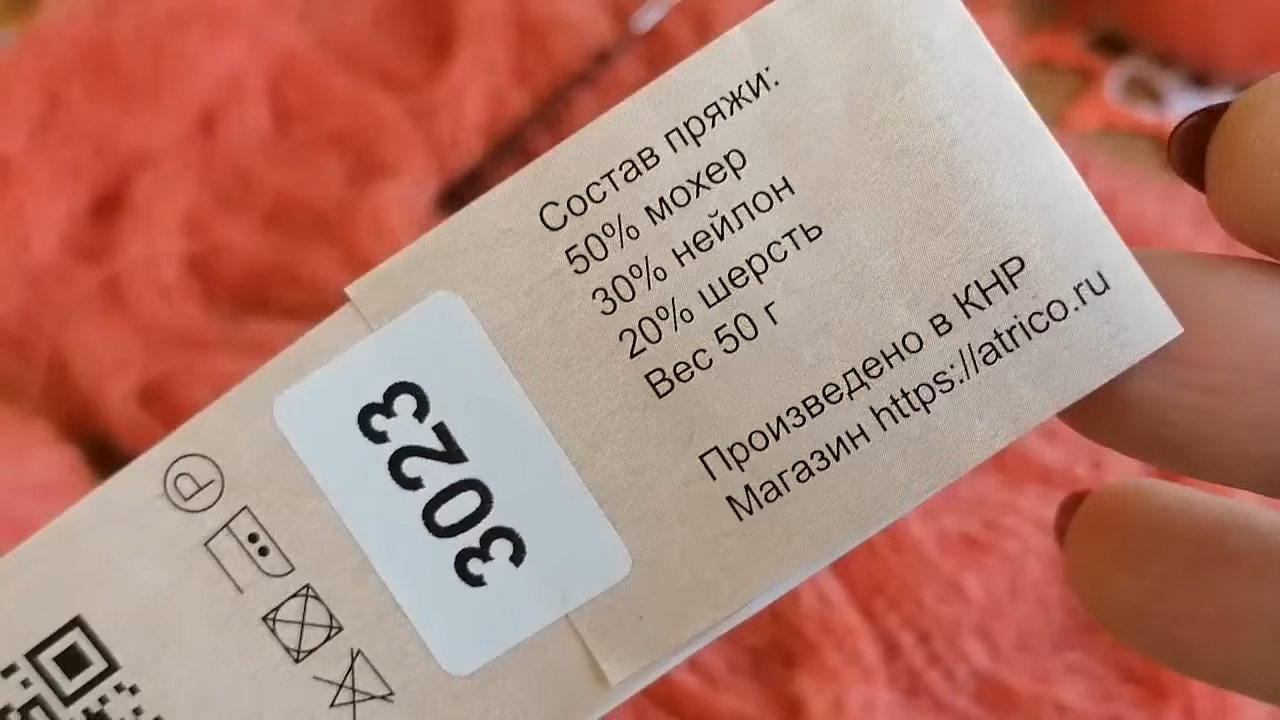 Состав пряжи:
50% мохер
30% нейлон
20% шерсть
Вес 50 г
Произведено в КНР
Магазин https://atrico.ru
3023
P